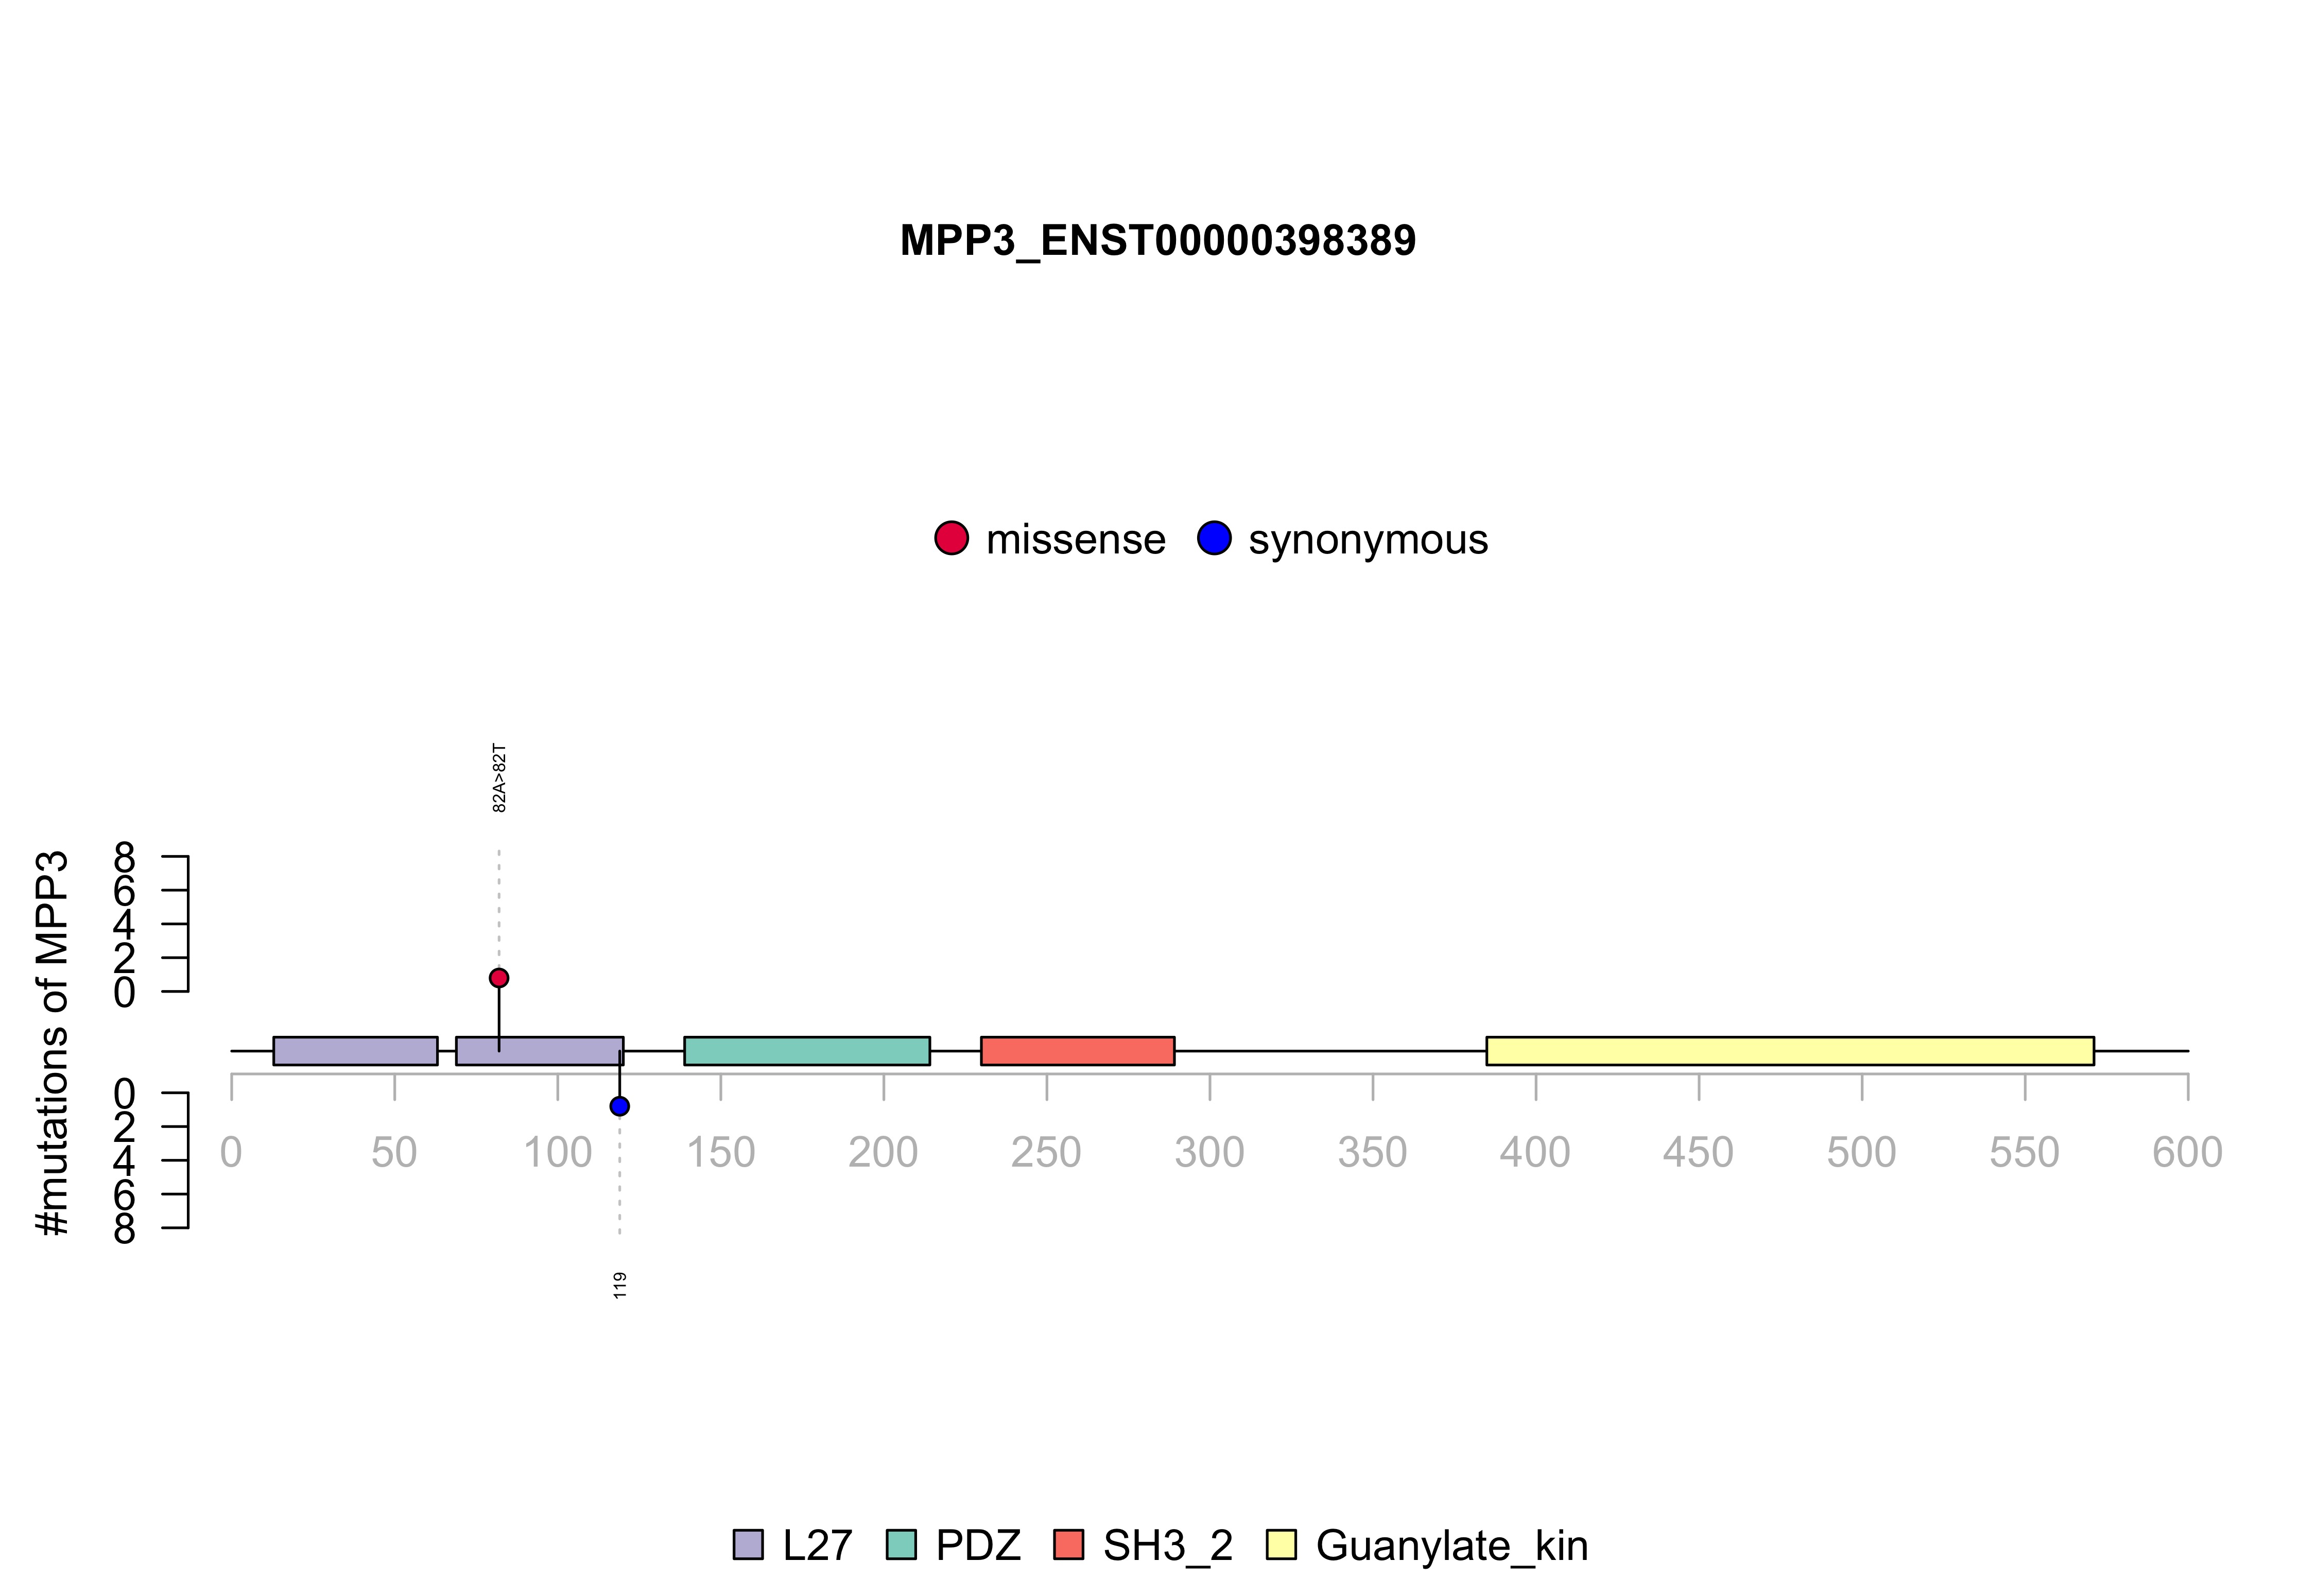 MPP3_ENST00000398389
missense synonymous
82A>82T
#mutations of MPP3
8
6
4
2
0
0
2
4
6
8
0 50 100 150 200 250 300 350 400 450 500 550 600
119
L27 PDZ SH3_2 Guanylate_kin